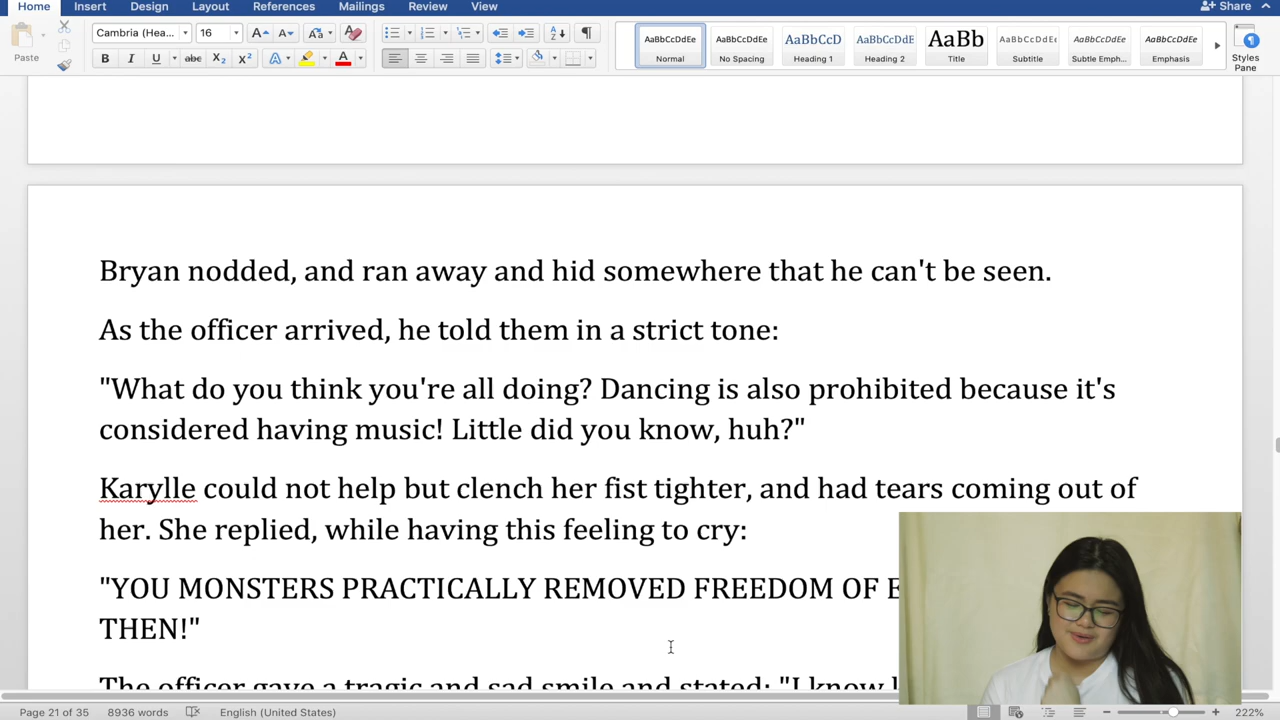 Home Insert Design Layout References Mailings Review View Share
Cambria (Hea... 16
Paste
B I U abc X2 X2 A A
AaBbCcDdEe AaBbCcDdEe AaBbCcD AaBbCcDdE AaBb AaBbCcDdEe AaBbCcDdEe AaBbCcDdEe
Normal No Spacing Heading 1 Heading 2 Title Subtitle Subtle Emph... Emphasis Styles
Pane
Bryan nodded, and ran away and hid somewhere that he can't be seen.
As the officer arrived, he told them in a strict tone:
"What do you think you're all doing? Dancing is also prohibited because it's
considered having music! Little did you know, huh?"
Karylle could not help but clench her fist tighter, and had tears coming out of
her. She replied, while having this feeling to cry:
"YOU MONSTERS PRACTICALLY REMOVED FREEDOM OF
THEN!"
The officer gave a tragic and sad smile and stated: "I know
Page 21 of 35 8936 words English (United States) 222%